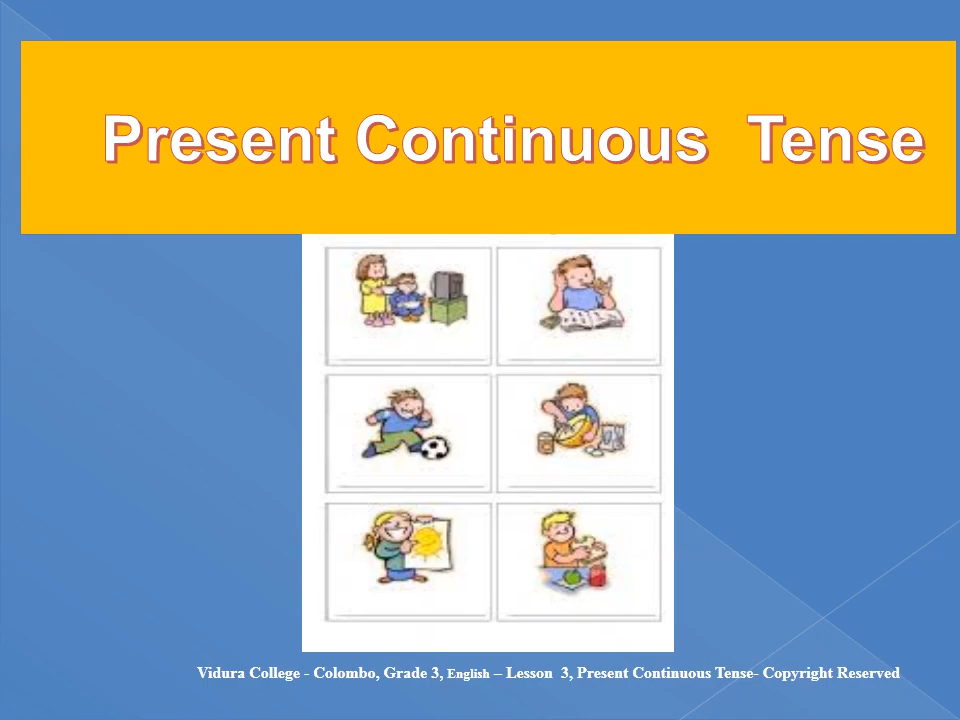 Present Continuous Tense
Vidura College - Colombo, Grade 3, English – Lesson 3, Present Continuous Tense- Copyright Reserved